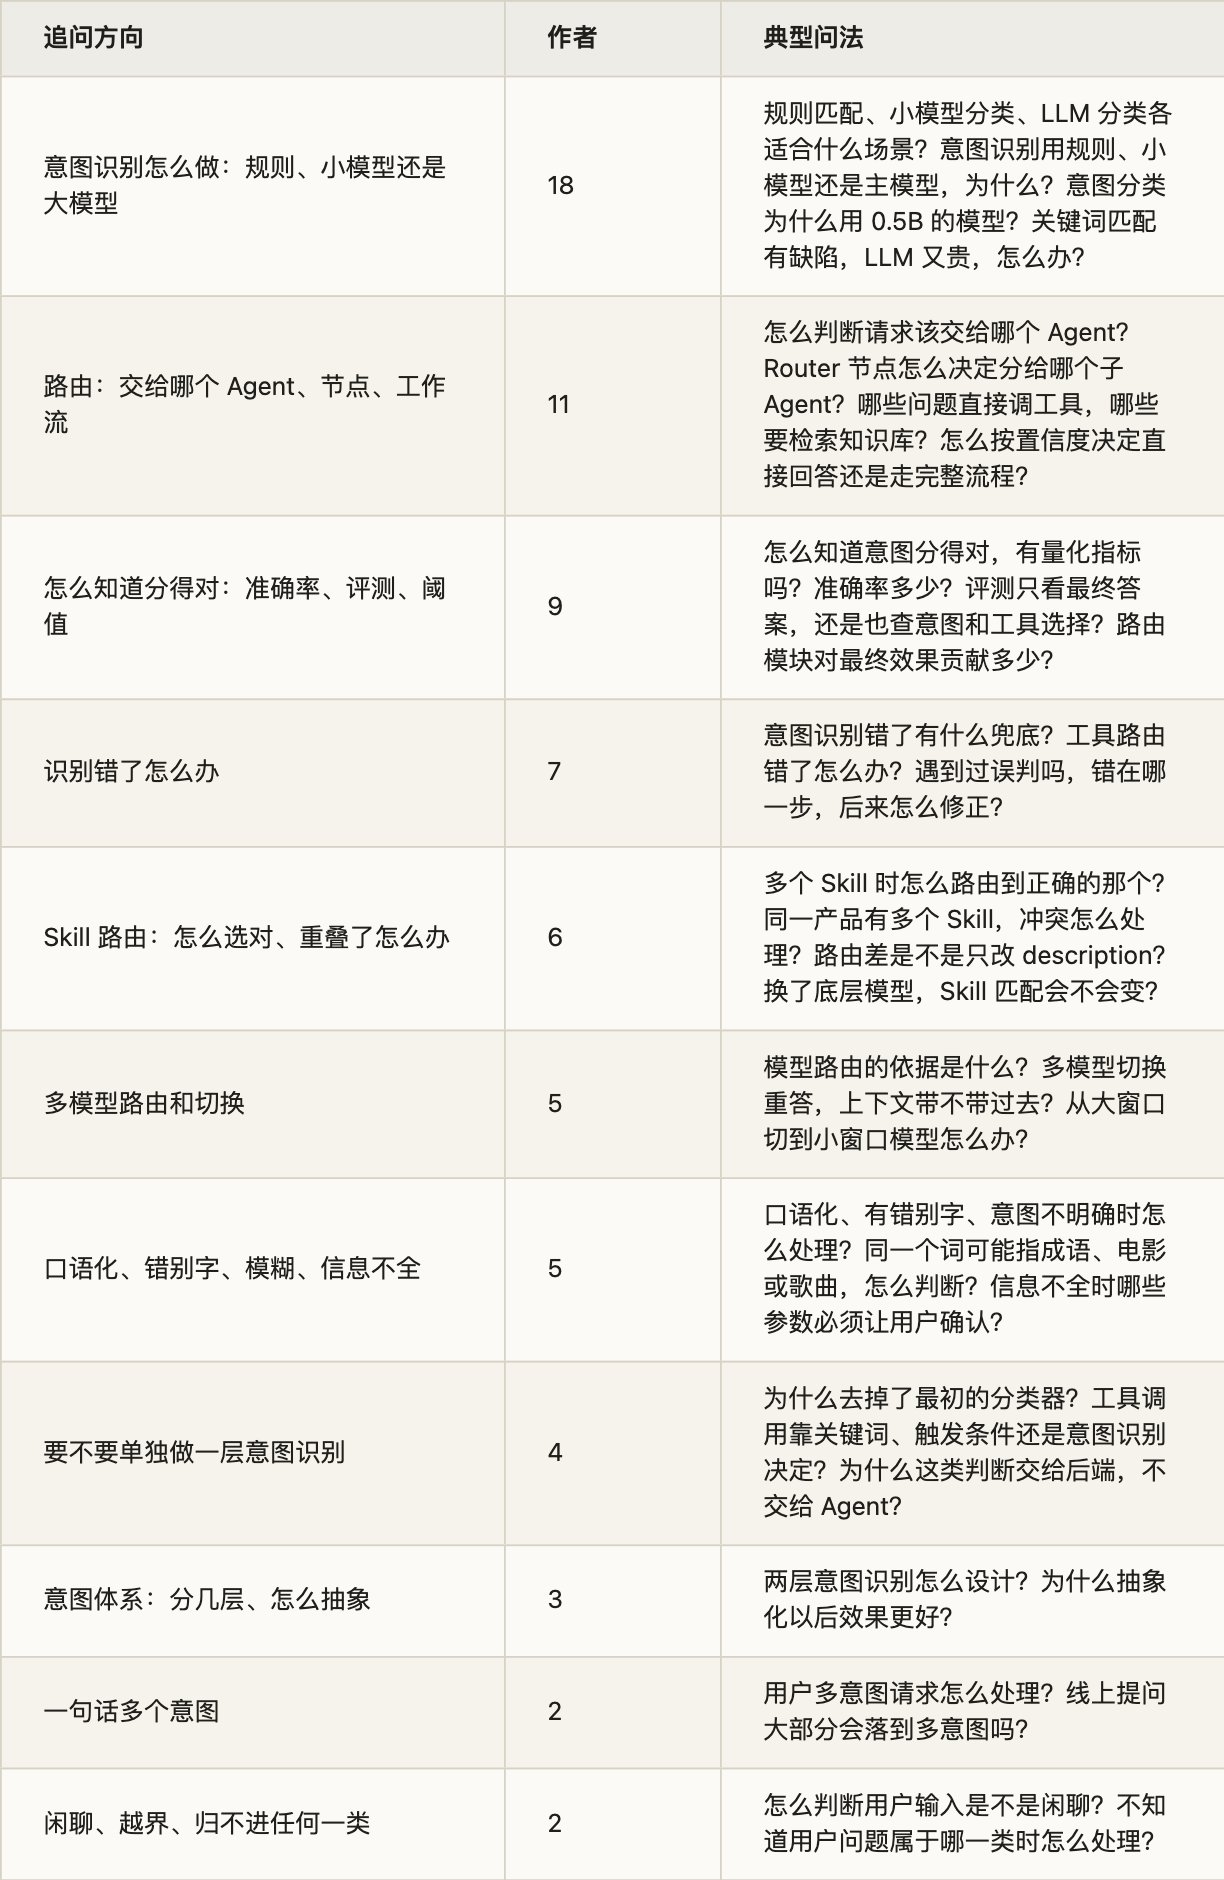 追问方向
作者
典型问法
意图识别怎么做：规则、小模型还是
大模型
18
规则匹配、小模型分类、LLM 分类各
适合什么场景？意图识别用规则、小
模型还是主模型，为什么？意图分类
为什么用 0.5B 的模型？关键词匹配
有缺陷，LLM 又贵，怎么办？
路由：交给哪个 Agent、节点、工作
流
11
怎么判断请求该交给哪个 Agent？
Router 节点怎么决定分给哪个子
Agent？哪些问题直接调工具，哪些
要检索知识库？怎么按置信度决定直
接回答还是走完整流程？
怎么知道分得对：准确率、评测、阈
值
9
怎么知道意图分得对，有量化指标
吗？准确率多少？评测只看最终答
案，还是也查意图和工具选择？路由
模块对最终效果贡献多少？
识别错了怎么办
7
意图识别错了有什么兜底？工具路由
错了怎么办？遇到过误判吗，错在哪
一步，后来怎么修正？
Skill 路由：怎么选对、重叠了怎么办
6
多个 Skill 时怎么路由到正确的那个？
同一产品有多个 Skill，冲突怎么处
理？路由差是不是只改 description？
换了底层模型，Skill 匹配会不会变？
多模型路由和切换
5
模型路由的依据是什么？多模型切换
重答，上下文带不带过去？从大窗口
切到小窗口模型怎么办？
口语化、错别字、模糊、信息不全
5
口语化、有错别字、意图不明确时怎
么处理？同一个词可能指成语、电影
或歌曲，怎么判断？信息不全时哪些
参数必须让用户确认？
要不要单独做一层意图识别
4
为什么去掉了最初的分类器？工具调
用靠关键词、触发条件还是意图识别
决定？为什么这类判断交给后端，不
交给 Agent？
意图体系：分几层、怎么抽象
3
两层意图识别怎么设计？为什么抽象
化以后效果更好？
一句话多个意图
2
用户多意图请求怎么处理？线上提问
大部分会落到多意图吗？
闲聊、越界、归不进任何一类
2
怎么判断用户输入是不是闲聊？不知
道用户问题属于哪一类时怎么处理？